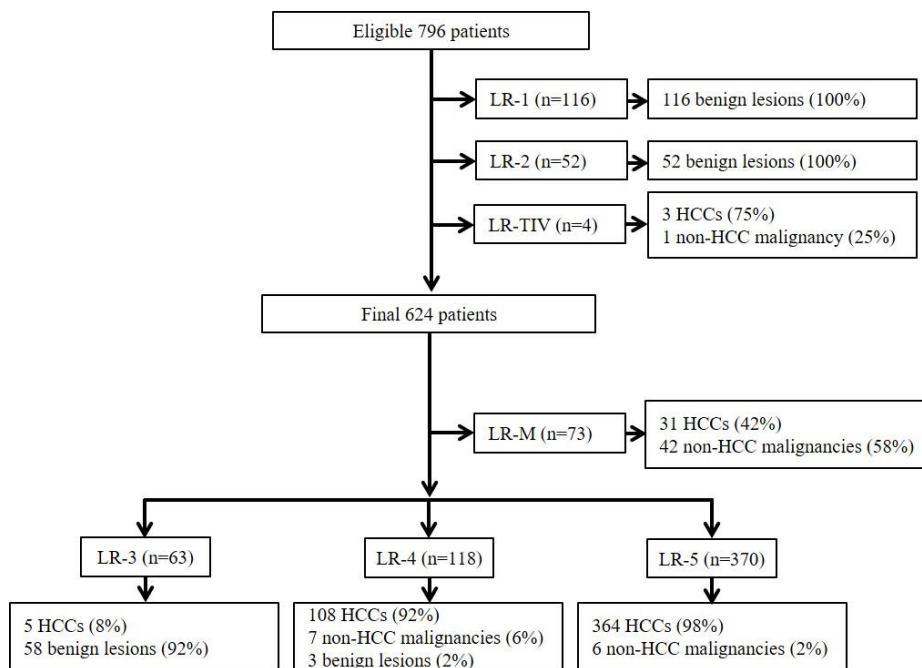 Eligible 796 patients
LR-1 (n=116)
116 benign lesions (100%)
LR-2 (n=52)
52 benign lesions (100%)
LR-TIV (n=4)
3 HCCs (75%)
1 non-HCC malignancy (25%)
Final 624 patients
LR-M (n=73)
31 HCCs (42%)
42 non-HCC malignancies (58%)
LR-3 (n=63)
LR-4 (n=118)
LR-5 (n=370)
5 HCCs (8%)
58 benign lesions (92%)
108 HCCs (92%)
7 non-HCC malignancies (6%)
3 benign lesions (2%)
364 HCCs (98%)
6 non-HCC malignancies (2%)